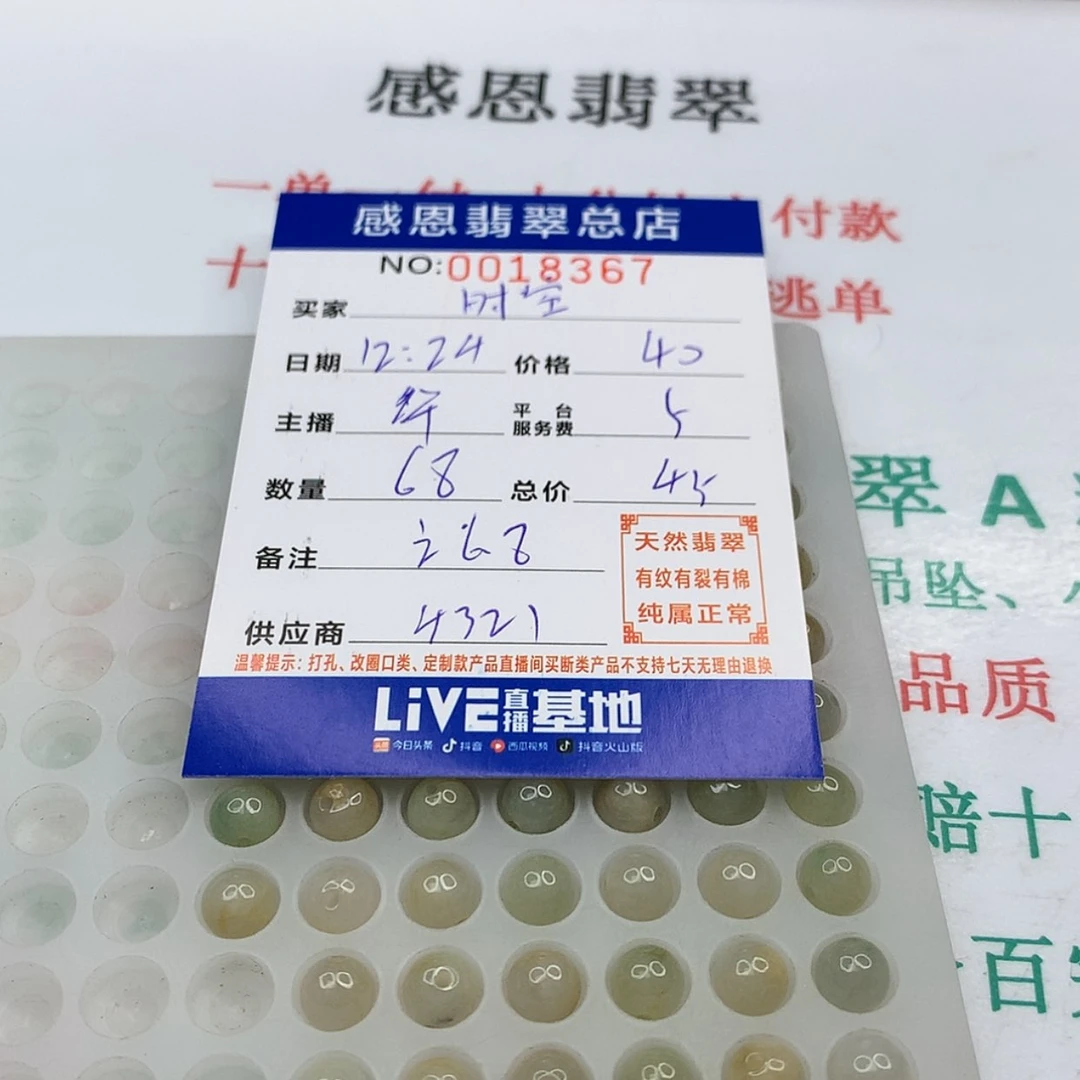 感恩翡翠
付款
逃单
感恩翡翠总店
NO:0018367
买家 时空
日期 12:24 价格 40
主播 平台服务费 5
数量 68 总价 45
备注
供应商 4321
天然翡翠
有纹有裂有棉
纯属正常
温馨提示：打孔、改圈口类、定制款产品直播间买断类产品不支持七天无理由退换
LiVE直播基地
今日头条 抖音 西瓜视频 抖音火山版
翠 A
吊坠、
品质
赔十
百